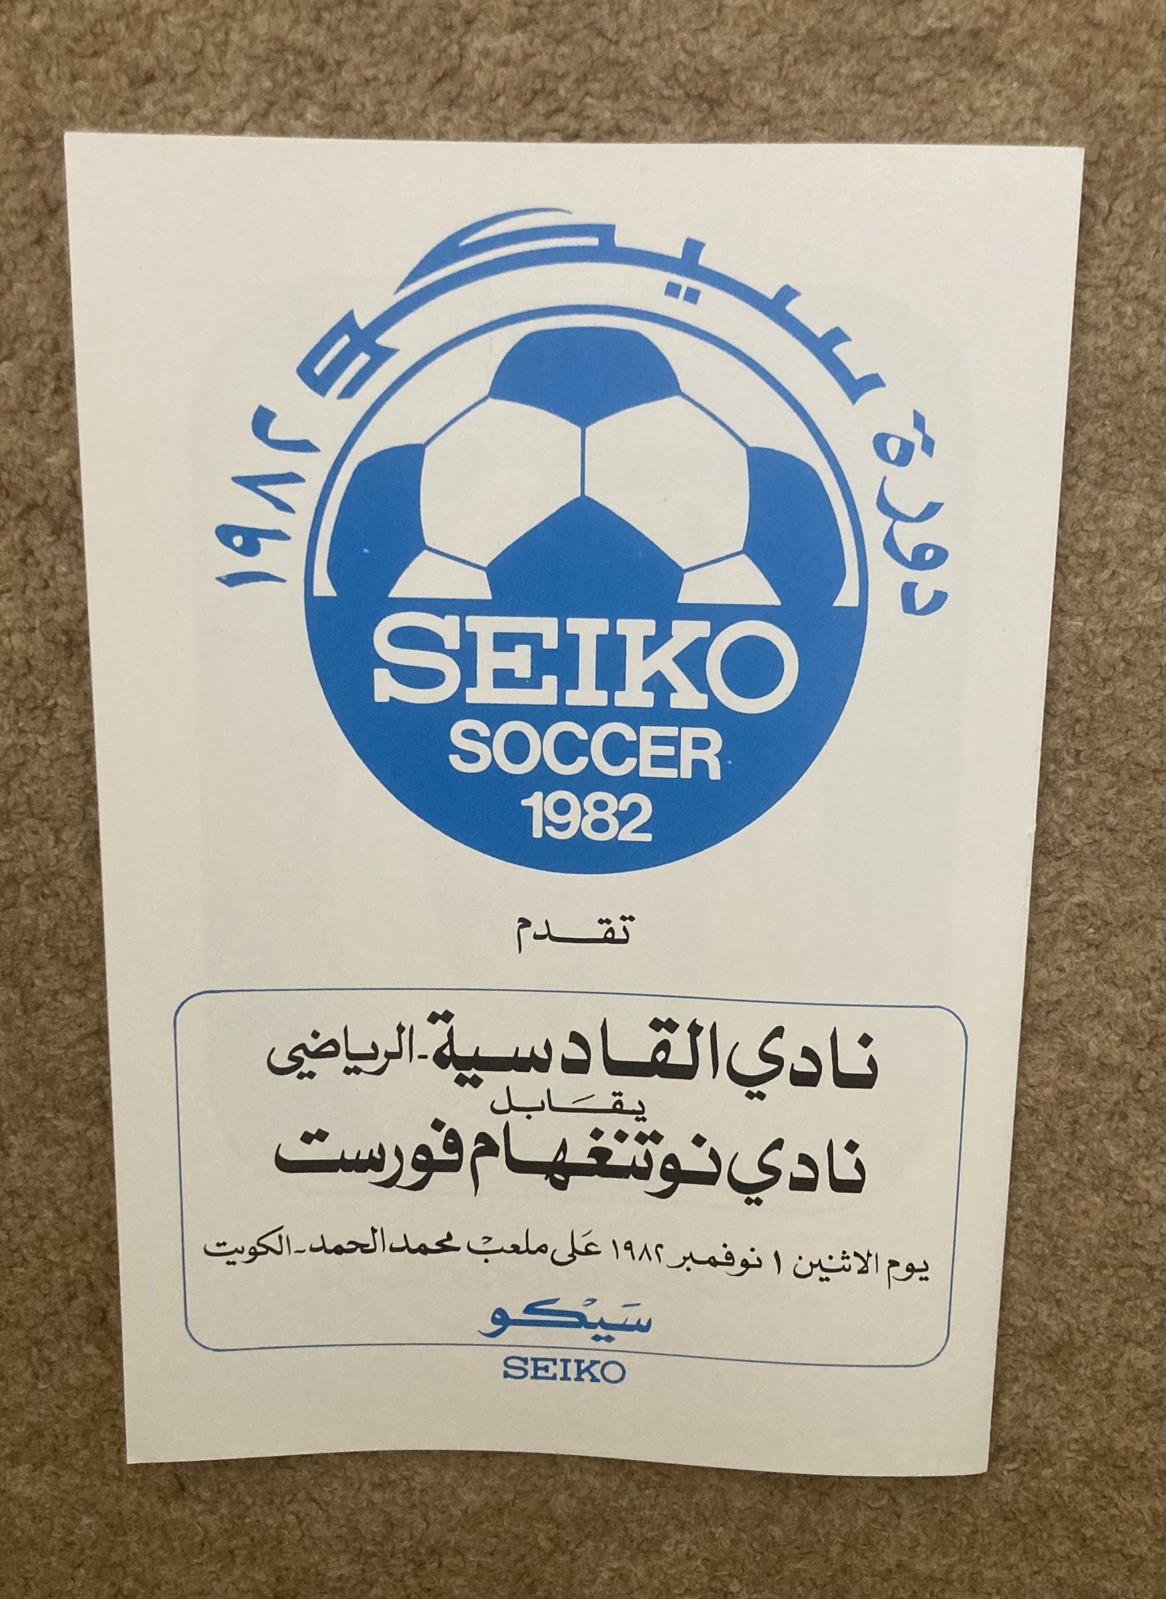 دورة سيكو ١٩٨٢
SEIKO
SOCCER
1982
تقدم
نادي القادسية - الرياضي
يقابل
نادي نوتنغهام فورست
يوم الاثنين ١ نوفمبر ١٩٨٢ على ملعب محمد الحمد - الكويت
سيكو
SEIKO